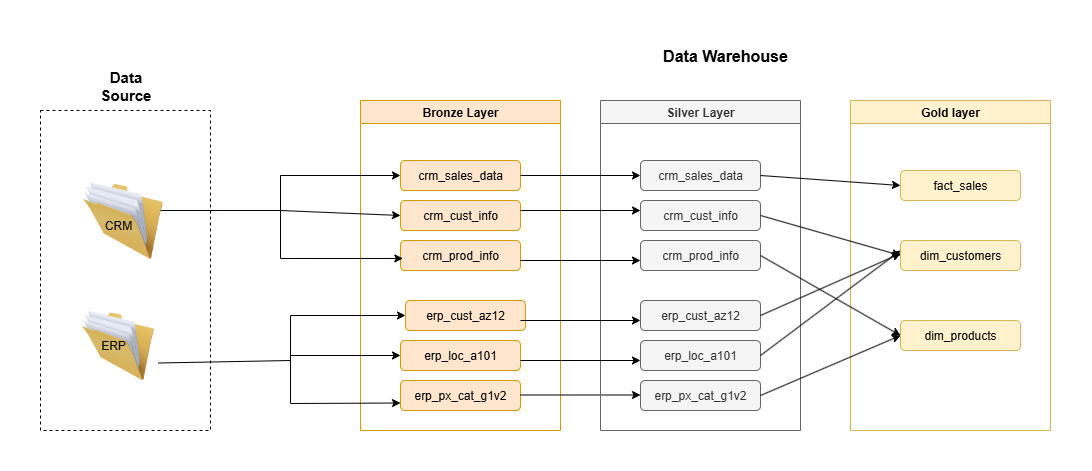 Data Warehouse
Data
Source
Bronze Layer
Silver Layer
Gold layer
CRM
ERP
crm_sales_data
crm_cust_info
crm_prod_info
erp_cust_az12
erp_loc_a101
erp_px_cat_g1v2
crm_sales_data
crm_cust_info
crm_prod_info
erp_cust_az12
erp_loc_a101
erp_px_cat_g1v2
fact_sales
dim_customers
dim_products